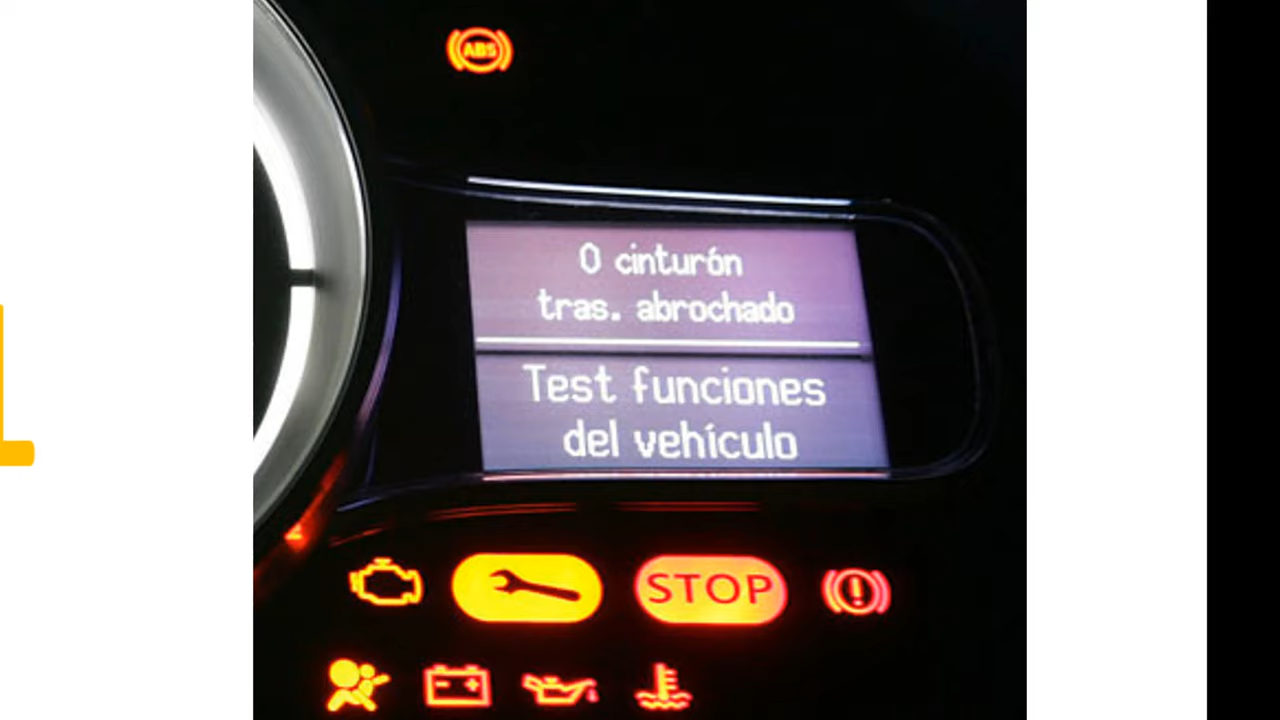 ABS
0 cinturón
tras. abrochado
Test funciones
del vehículo
STOP